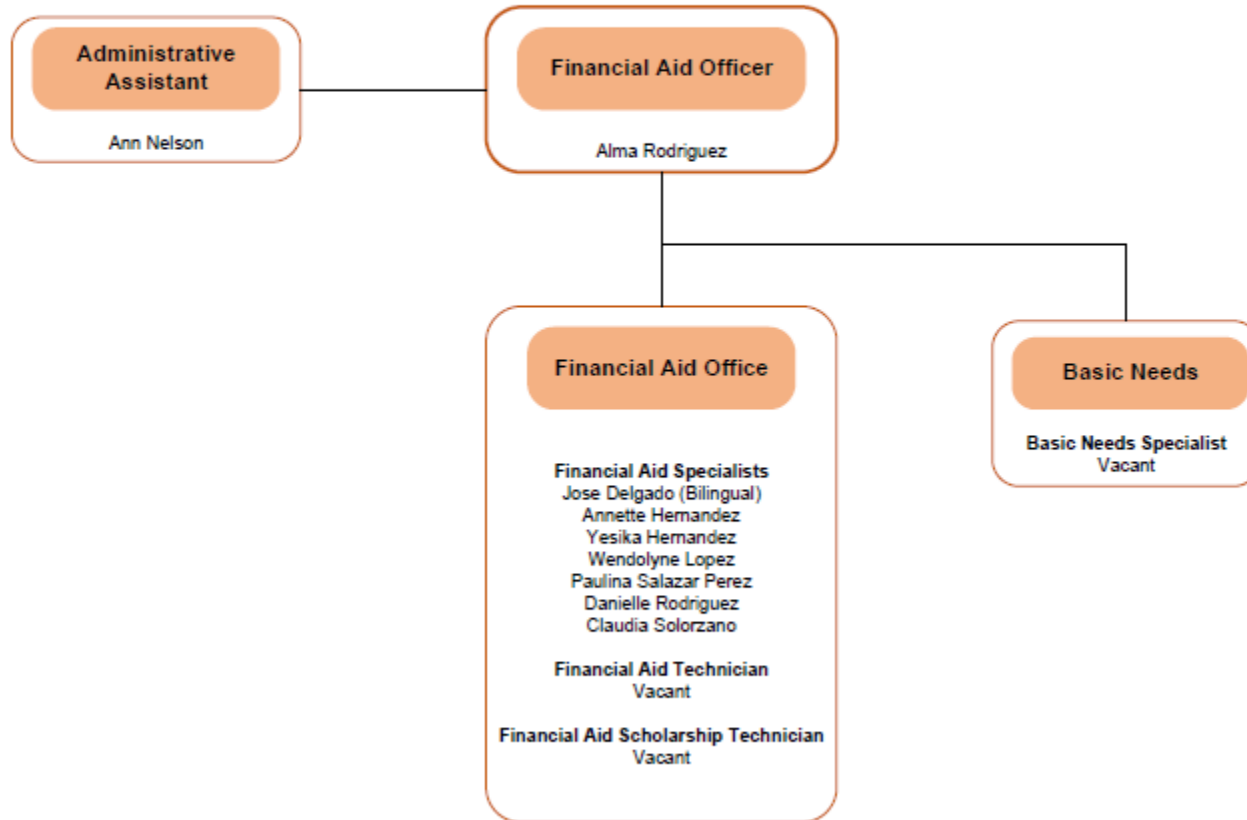 Administrative
Assistant
Ann Nelson
Financial Aid Officer
Alma Rodriguez
Financial Aid Office
Financial Aid Specialists
Jose Delgado (Bilingual)
Annette Hernandez
Yesika Hernandez
Wendolyne Lopez
Paulina Salazar Perez
Danielle Rodriguez
Claudia Solorzano
Financial Aid Technician
Vacant
Financial Aid Scholarship Technician
Vacant
Basic Needs
Basic Needs Specialist
Vacant